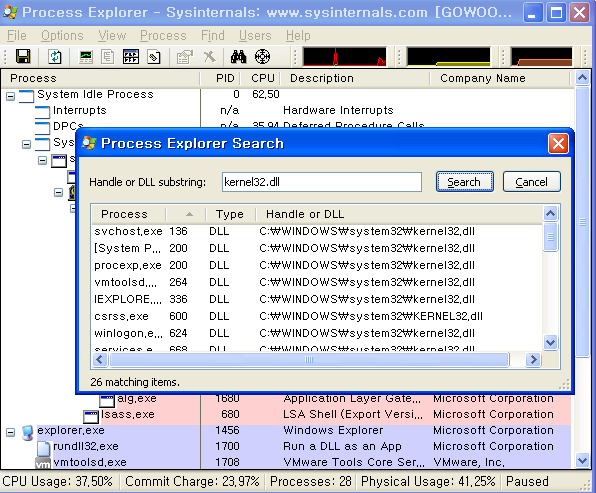 Process Explorer - Sysinternals: www.sysinternals.com [GOWOO...
File Options View Process Find Users Help
Process PID CPU Description Company Name
System Idle Process 0 62,50
Interrupts n/a Hardware Interrupts
DPCs n/a 35,94 Deferred Procedure Calls
Sys
s
Process Explorer Search
Handle or DLL substring: kernel32.dll Search Cancel
Process Type Handle or DLL
svchost,exe 136 DLL C:₩WINDOWS₩system32₩kernel32,dll
[System P... 200 DLL C:₩WINDOWS₩system32₩kernel32,dll
procexp,exe 200 DLL C:₩WINDOWS₩system32₩kernel32,dll
vmtoolsd,... 264 DLL C:₩WINDOWS₩system32₩kernel32,dll
IEXPLORE,... 336 DLL C:₩WINDOWS₩system32₩kernel32,dll
csrss,exe 600 DLL C:₩WINDOWS₩system32₩KERNEL32,dll
winlogon,e... 624 DLL C:₩WINDOWS₩system32₩kernel32,dll
services,e... 668 DLL C:₩WINDOWS₩system32₩kernel32,dll
26 matching items.
alg,exe 1680 Application Layer Gate... Microsoft Corporation
lsass,exe 680 LSA Shell (Export Versi... Microsoft Corporation
explorer,exe 1456 Windows Explorer Microsoft Corporation
rundll32,exe 1700 Run a DLL as an App Microsoft Corporation
vmtoolsd,exe 1708 VMware Tools Core Ser... VMware, Inc,
CPU Usage: 37,50% Commit Charge: 23,97% Processes: 28 Physical Usage: 41,25% Paused